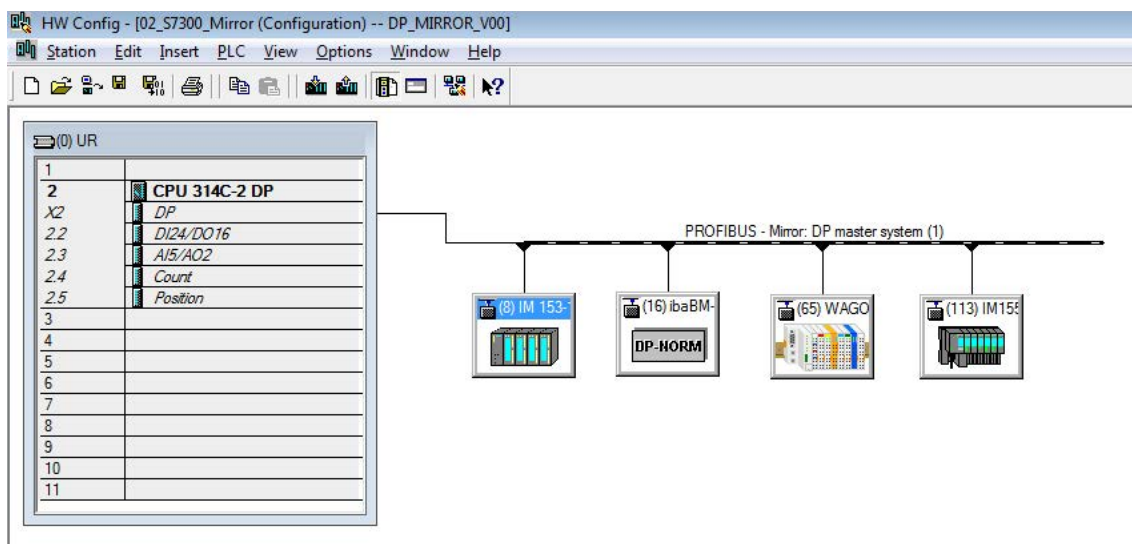 HW Config - [02_S7300_Mirror (Configuration) -- DP_MIRROR_V00]
Station Edit Insert PLC View Options Window Help
(0) UR
1
2 CPU 314C-2 DP
X2 DP
2.2 DI24/DO16
2.3 AI5/AO2
2.4 Count
2.5 Position
3
4
5
6
7
8
9
10
11
PROFIBUS - Mirror: DP master system (1)
(8) IM 153-1
(16) ibaBM-
DP-NORM
(65) WAGO
(113) IM155